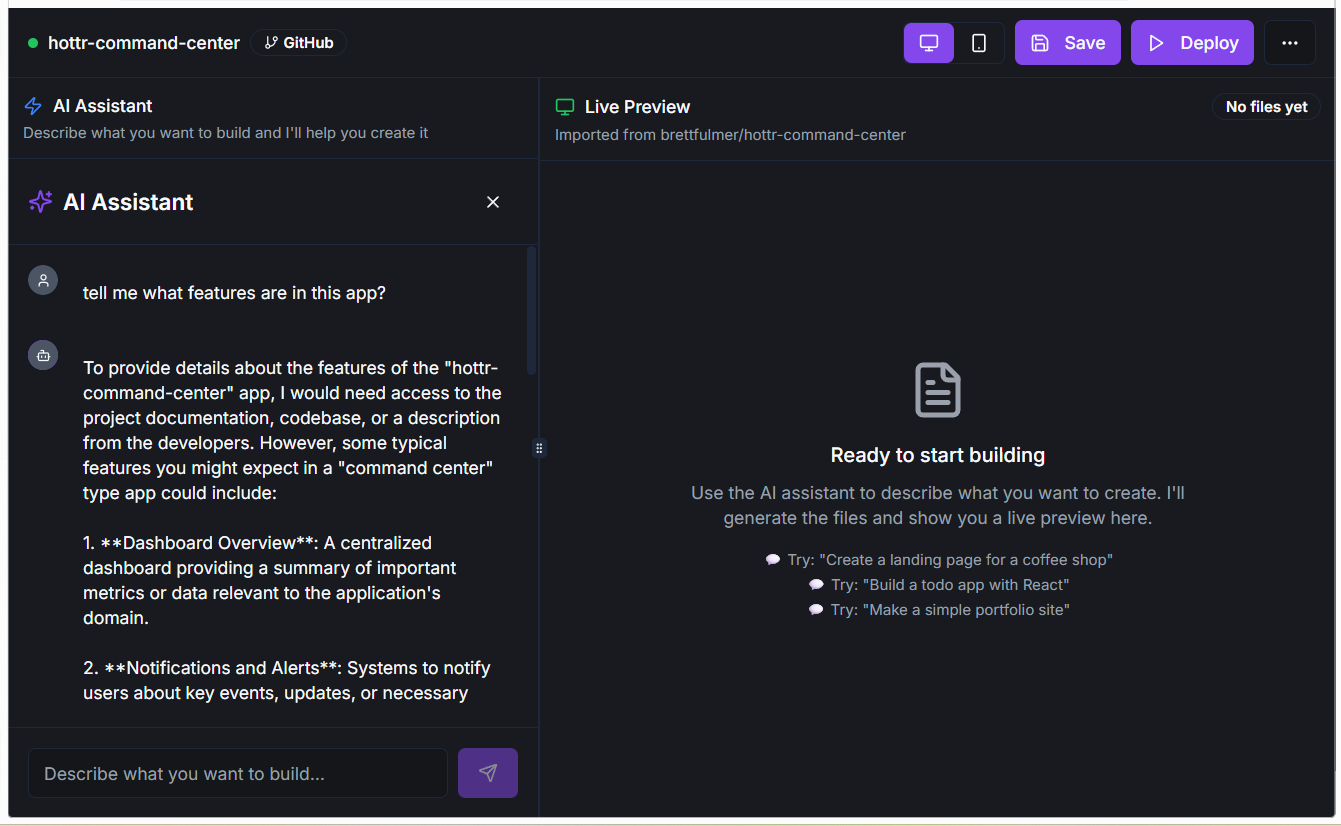 hottr-command-center
GitHub
Save
Deploy
AI Assistant
Describe what you want to build and I'll help you create it
AI Assistant
tell me what features are in this app?
To provide details about the features of the "hottr-
command-center" app, I would need access to the
project documentation, codebase, or a description
from the developers. However, some typical
features you might expect in a "command center"
type app could include:
1. **Dashboard Overview**: A centralized
dashboard providing a summary of important
metrics or data relevant to the application's
domain.
2. **Notifications and Alerts**: Systems to notify
users about key events, updates, or necessary
Describe what you want to build...
Live Preview
Imported from brettfulmer/hottr-command-center
No files yet
Ready to start building
Use the AI assistant to describe what you want to create. I'll
generate the files and show you a live preview here.
Try: "Create a landing page for a coffee shop"
Try: "Build a todo app with React"
Try: "Make a simple portfolio site"